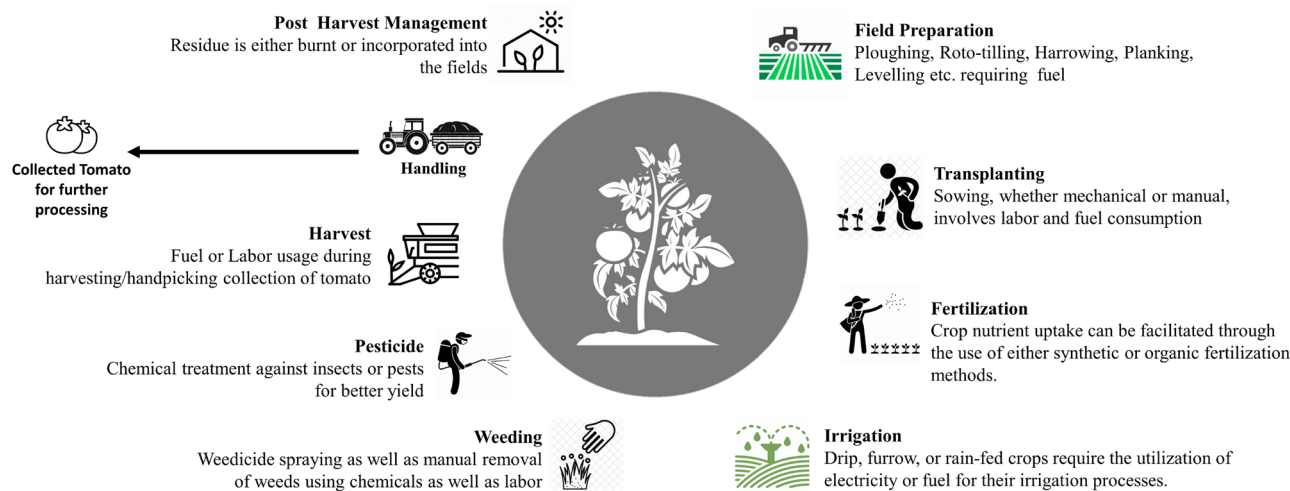 Post Harvest Management
Residue is either burnt or incorporated into
the fields
Field Preparation
Ploughing, Roto-tilling, Harrowing, Planking,
Levelling etc. requiring fuel
Handling
Collected Tomato
for further
processing
Transplanting
Sowing, whether mechanical or manual,
involves labor and fuel consumption
Harvest
Fuel or Labor usage during
harvesting/handpicking collection of tomato
Fertilization
Crop nutrient uptake can be facilitated through
the use of either synthetic or organic fertilization
methods.
Pesticide
Chemical treatment against insects or pests
for better yield
Weeding
Weedicide spraying as well as manual removal
of weeds using chemicals as well as labor
Irrigation
Drip, furrow, or rain-fed crops require the utilization of
electricity or fuel for their irrigation processes.